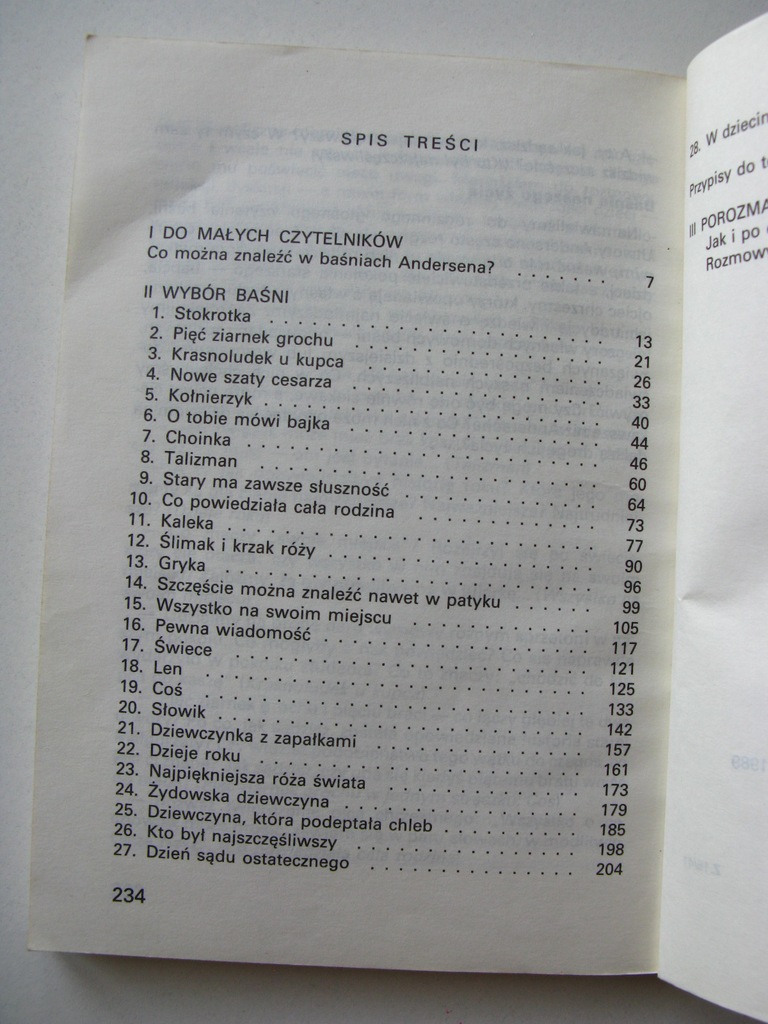 SPIS TREŚCI
I DO MAŁYCH CZYTELNIKÓW
Co można znaleźć w baśniach Andersena? . . . . . . . 7
II WYBÓR BAŚNI
1. Stokrotka . . . . . . . . . . . . . . . . . . . . 13
2. Pięć ziarnek grochu . . . . . . . . . . . . . . . . 21
3. Krasnoludek u kupca . . . . . . . . . . . . . . . . 26
4. Nowe szaty cesarza . . . . . . . . . . . . . . . . 33
5. Kołnierzyk . . . . . . . . . . . . . . . . . . . . 40
6. O tobie mówi bajka . . . . . . . . . . . . . . . . 44
7. Choinka . . . . . . . . . . . . . . . . . . . . . 46
8. Talizman . . . . . . . . . . . . . . . . . . . . . 60
9. Stary ma zawsze słuszność . . . . . . . . . . . . . 64
10. Co powiedziała cała rodzina . . . . . . . . . . . . 73
11. Kaleka . . . . . . . . . . . . . . . . . . . . . . 77
12. Ślimak i krzak róży . . . . . . . . . . . . . . . . 90
13. Gryka . . . . . . . . . . . . . . . . . . . . . . 96
14. Szczęście można znaleźć nawet w patyku . . . . . . 99
15. Wszystko na swoim miejscu . . . . . . . . . . . . 105
16. Pewna wiadomość . . . . . . . . . . . . . . . . . 117
17. Świece . . . . . . . . . . . . . . . . . . . . . 121
18. Len . . . . . . . . . . . . . . . . . . . . . . . 125
19. Coś . . . . . . . . . . . . . . . . . . . . . . . 133
20. Słowik . . . . . . . . . . . . . . . . . . . . . . 142
21. Dziewczynka z zapałkami . . . . . . . . . . . . . 157
22. Dzieje roku . . . . . . . . . . . . . . . . . . . 161
23. Najpiękniejsza róża świata . . . . . . . . . . . . 173
24. Żydowska dziewczyna . . . . . . . . . . . . . . . 179
25. Dziewczyna, która podeptała chleb . . . . . . . . . 185
26. Kto był najszczęśliwszy . . . . . . . . . . . . . 198
27. Dzień sądu ostatecznego . . . . . . . . . . . . . 204
234
28. W dziecin
Przypisy do t
III POROZMA
Jak i po
Rozmowy